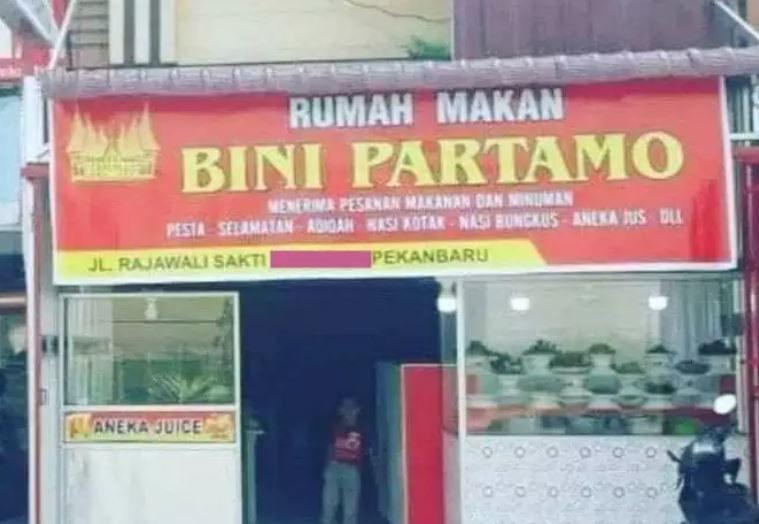 RUMAH MAKAN
BINI PARTAMO
MENERIMA PESANAN MAKANAN DAN MINUMAN
PESTA - SELAMATAN - AQIQAH - NASI KOTAK - NASI BUNGKUS - ANEKA JUS - DLL
JL. RAJAWALI SAKTI PEKANBARU
ANEKA JUICE